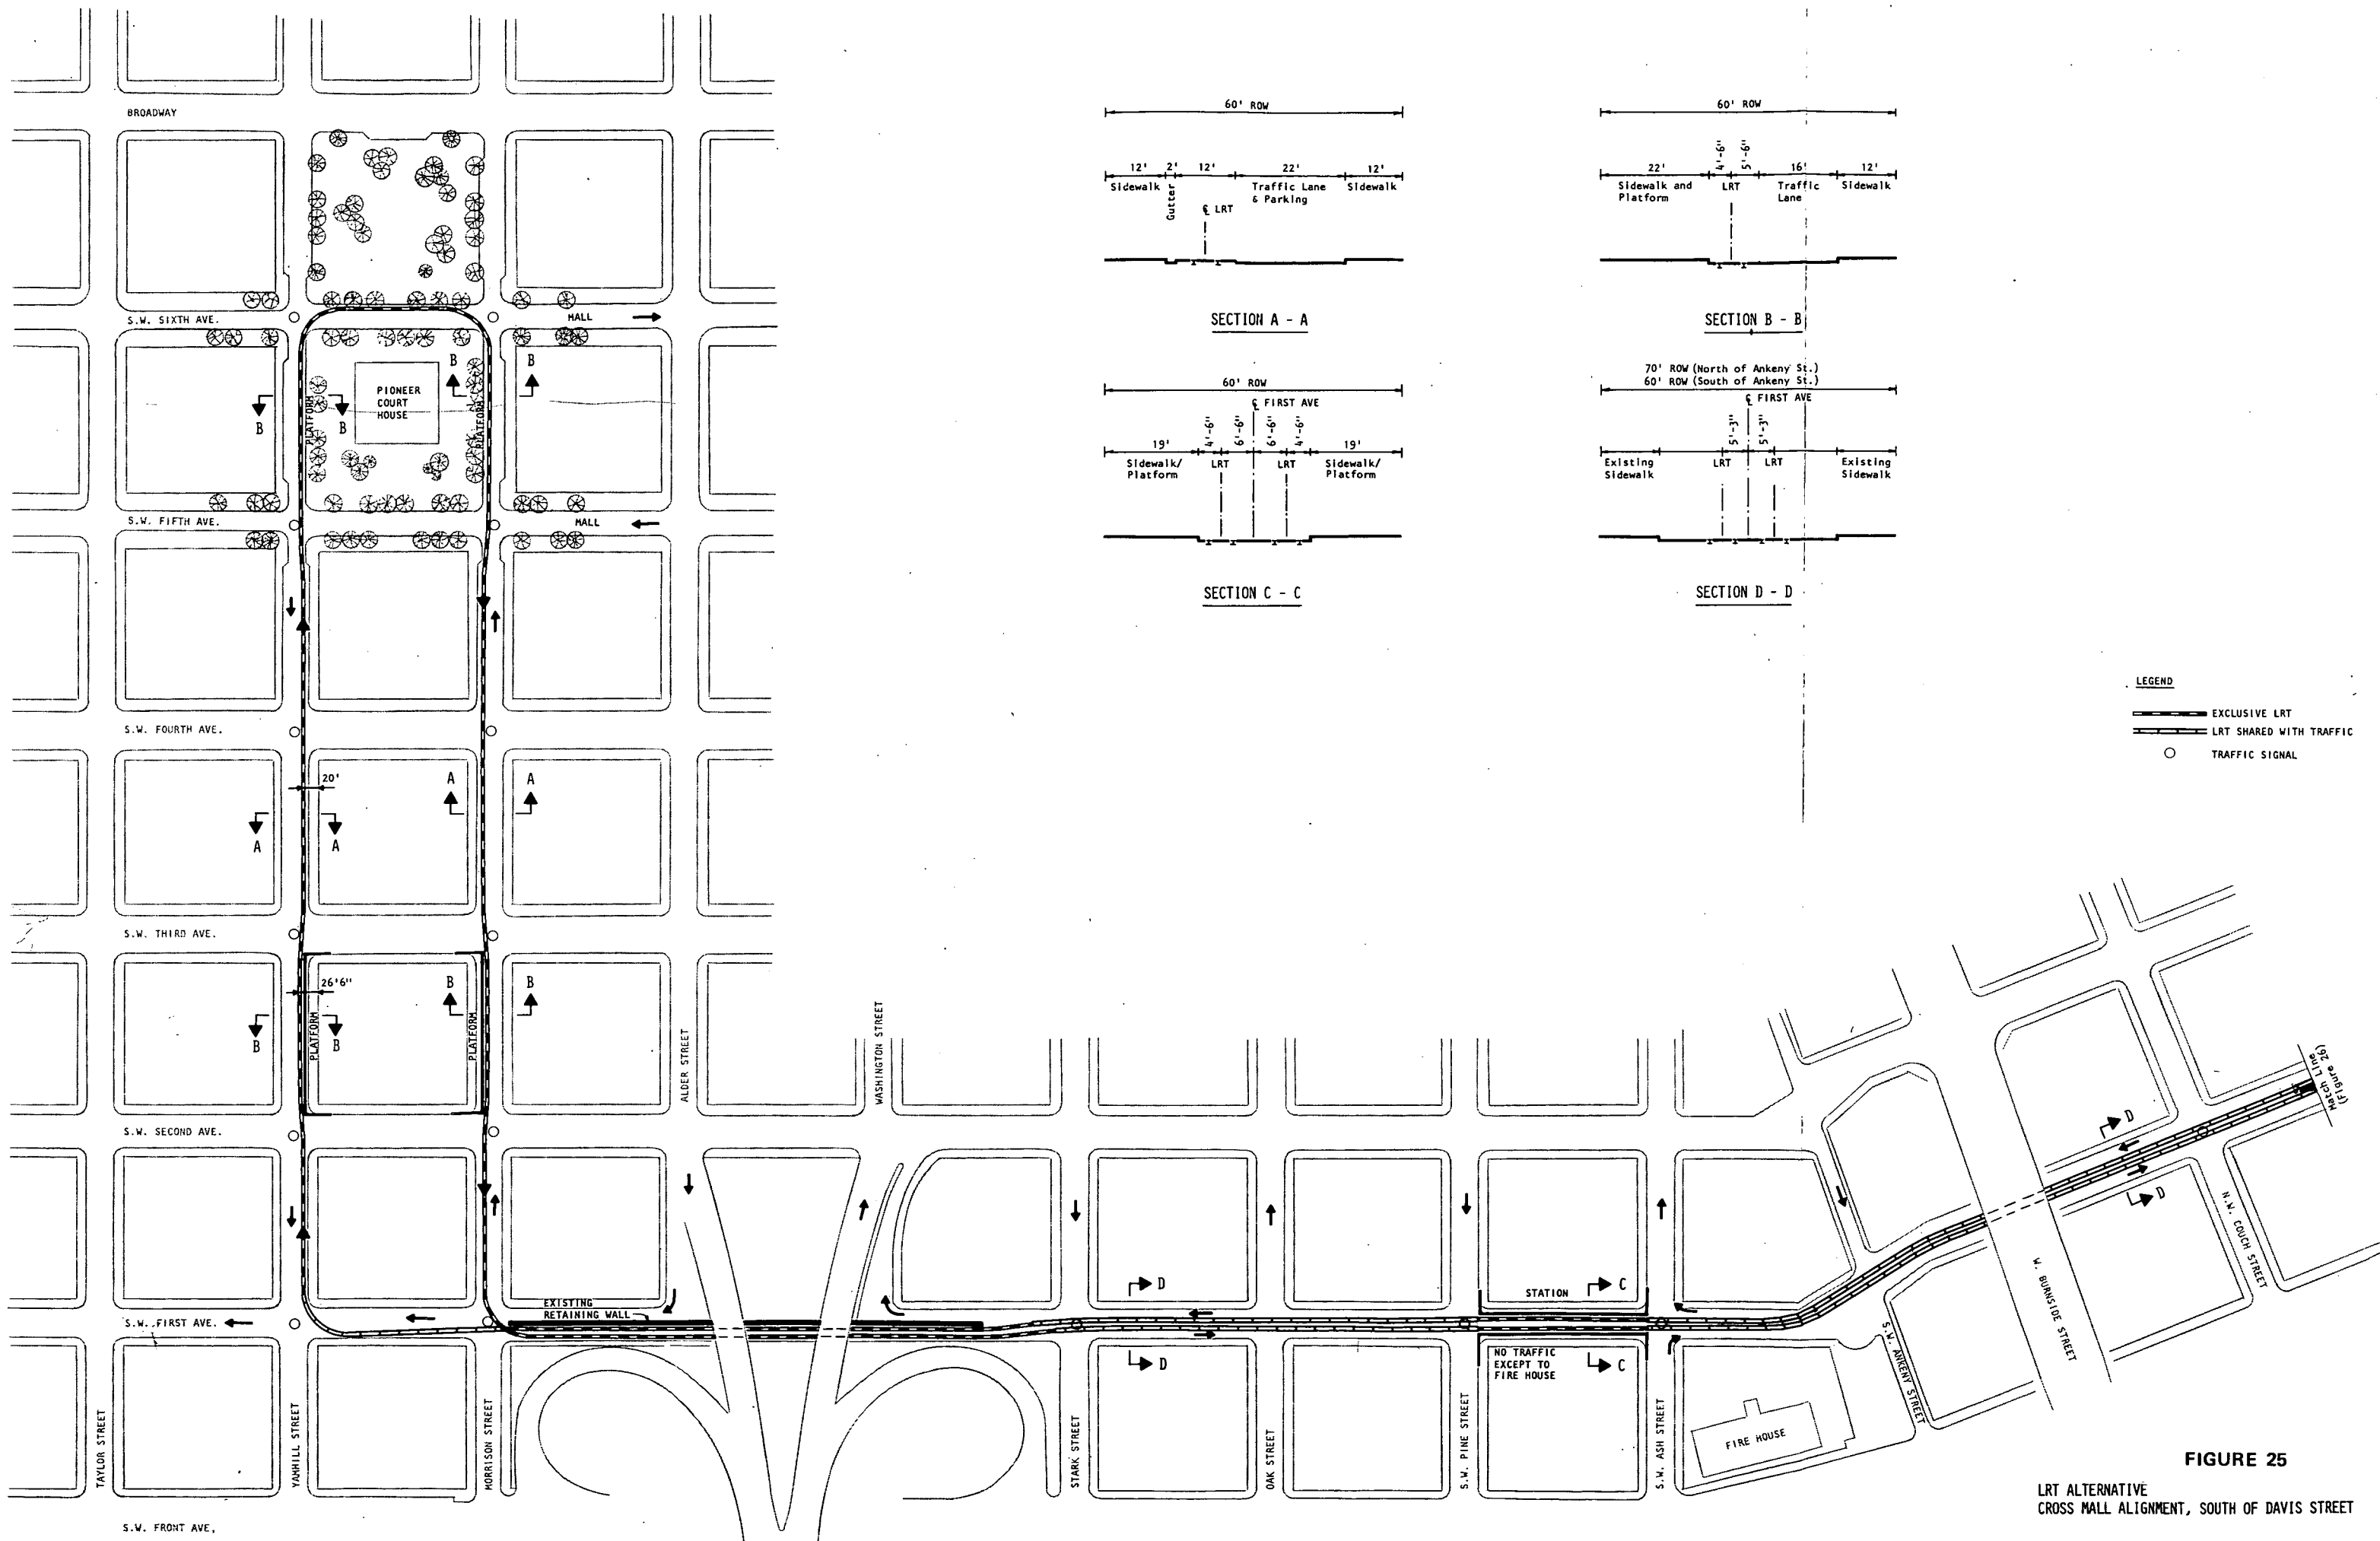 BROADWAY
S.W. SIXTH AVE.
MALL
PLATFORM
PIONEER
COURT
HOUSE
PLATFORM
B
B
B
B
S.W. FIFTH AVE.
MALL
S.W. FOURTH AVE.
20'
A
A
A
A
S.W. THIRD AVE.
26'6"
B
B
B
B
PLATFORM
PLATFORM
S.W. SECOND AVE.
ALDER STREET
WASHINGTON STREET
EXISTING
RETAINING WALL
S.W. FIRST AVE.
TAYLOR STREET
YAMHILL STREET
MORRISON STREET
STARK STREET
OAK STREET
S.W. PINE STREET
S.W. ASH STREET
S.W. FRONT AVE,
D
D
STATION
C
C
NO TRAFFIC
EXCEPT TO
FIRE HOUSE
FIRE HOUSE
S.W. ANKENY STREET
W. BURNSIDE STREET
N.W. COUCH STREET
D
D
Match Line
(Figure 26)
60' ROW
12' 2' 12' 22' 12'
Sidewalk Gutter Traffic Lane Sidewalk
& Parking
℄ LRT
SECTION A - A
60' ROW
22' 4'-6" 5'-6" 16' 12'
Sidewalk and LRT Traffic Sidewalk
Platform Lane
SECTION B - B
60' ROW
℄ FIRST AVE
19' 4'-6" 6'-6" 6'-6" 4'-6" 19'
Sidewalk/ LRT LRT Sidewalk/
Platform Platform
SECTION C - C
70' ROW (North of Ankeny St.)
60' ROW (South of Ankeny St.)
℄ FIRST AVE
5'-3" 5'-3"
Existing LRT LRT Existing
Sidewalk Sidewalk
SECTION D - D
LEGEND
EXCLUSIVE LRT
LRT SHARED WITH TRAFFIC
TRAFFIC SIGNAL
FIGURE 25
LRT ALTERNATIVE
CROSS MALL ALIGNMENT, SOUTH OF DAVIS STREET